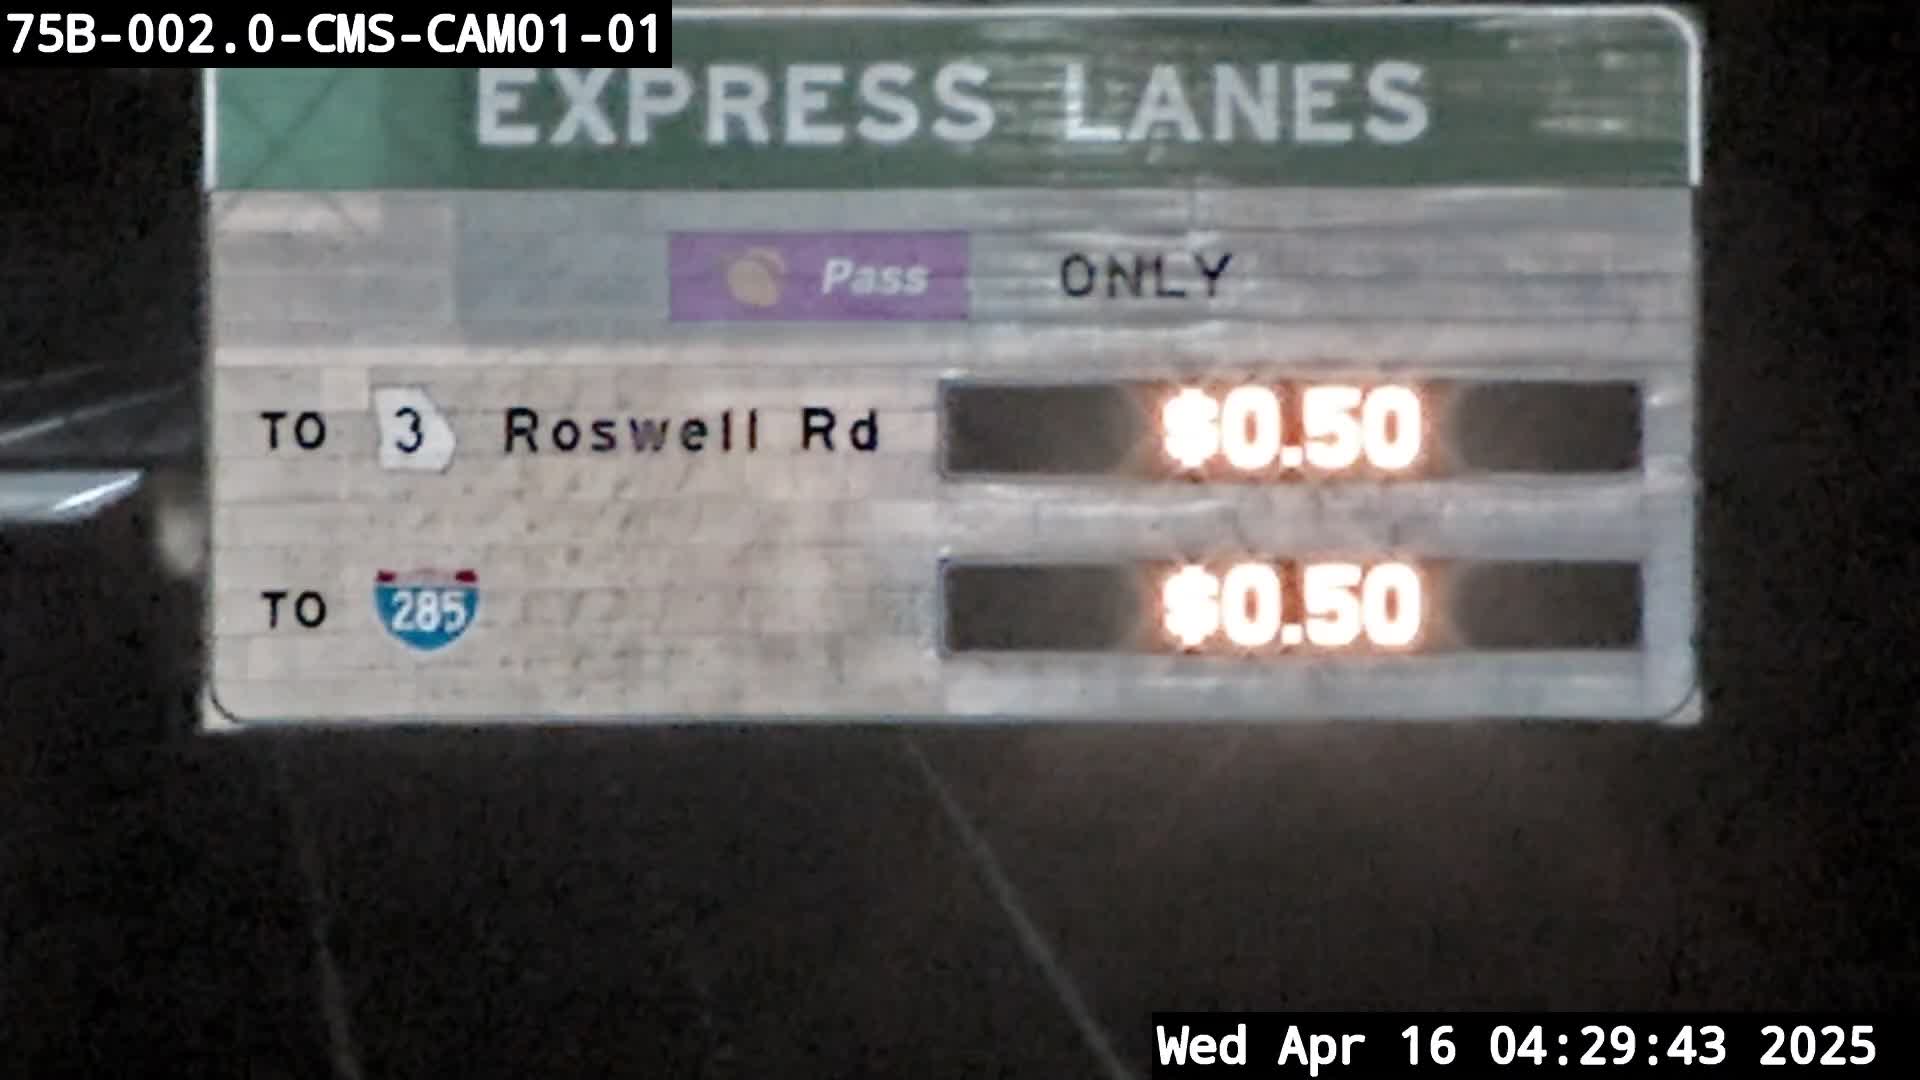 75B-002.0-CMS-CAM01-01
EXPRESS LANES
Pass ONLY
TO 3 Roswell Rd $0.50
TO 285 $0.50
Wed Apr 16 04:29:43 2025